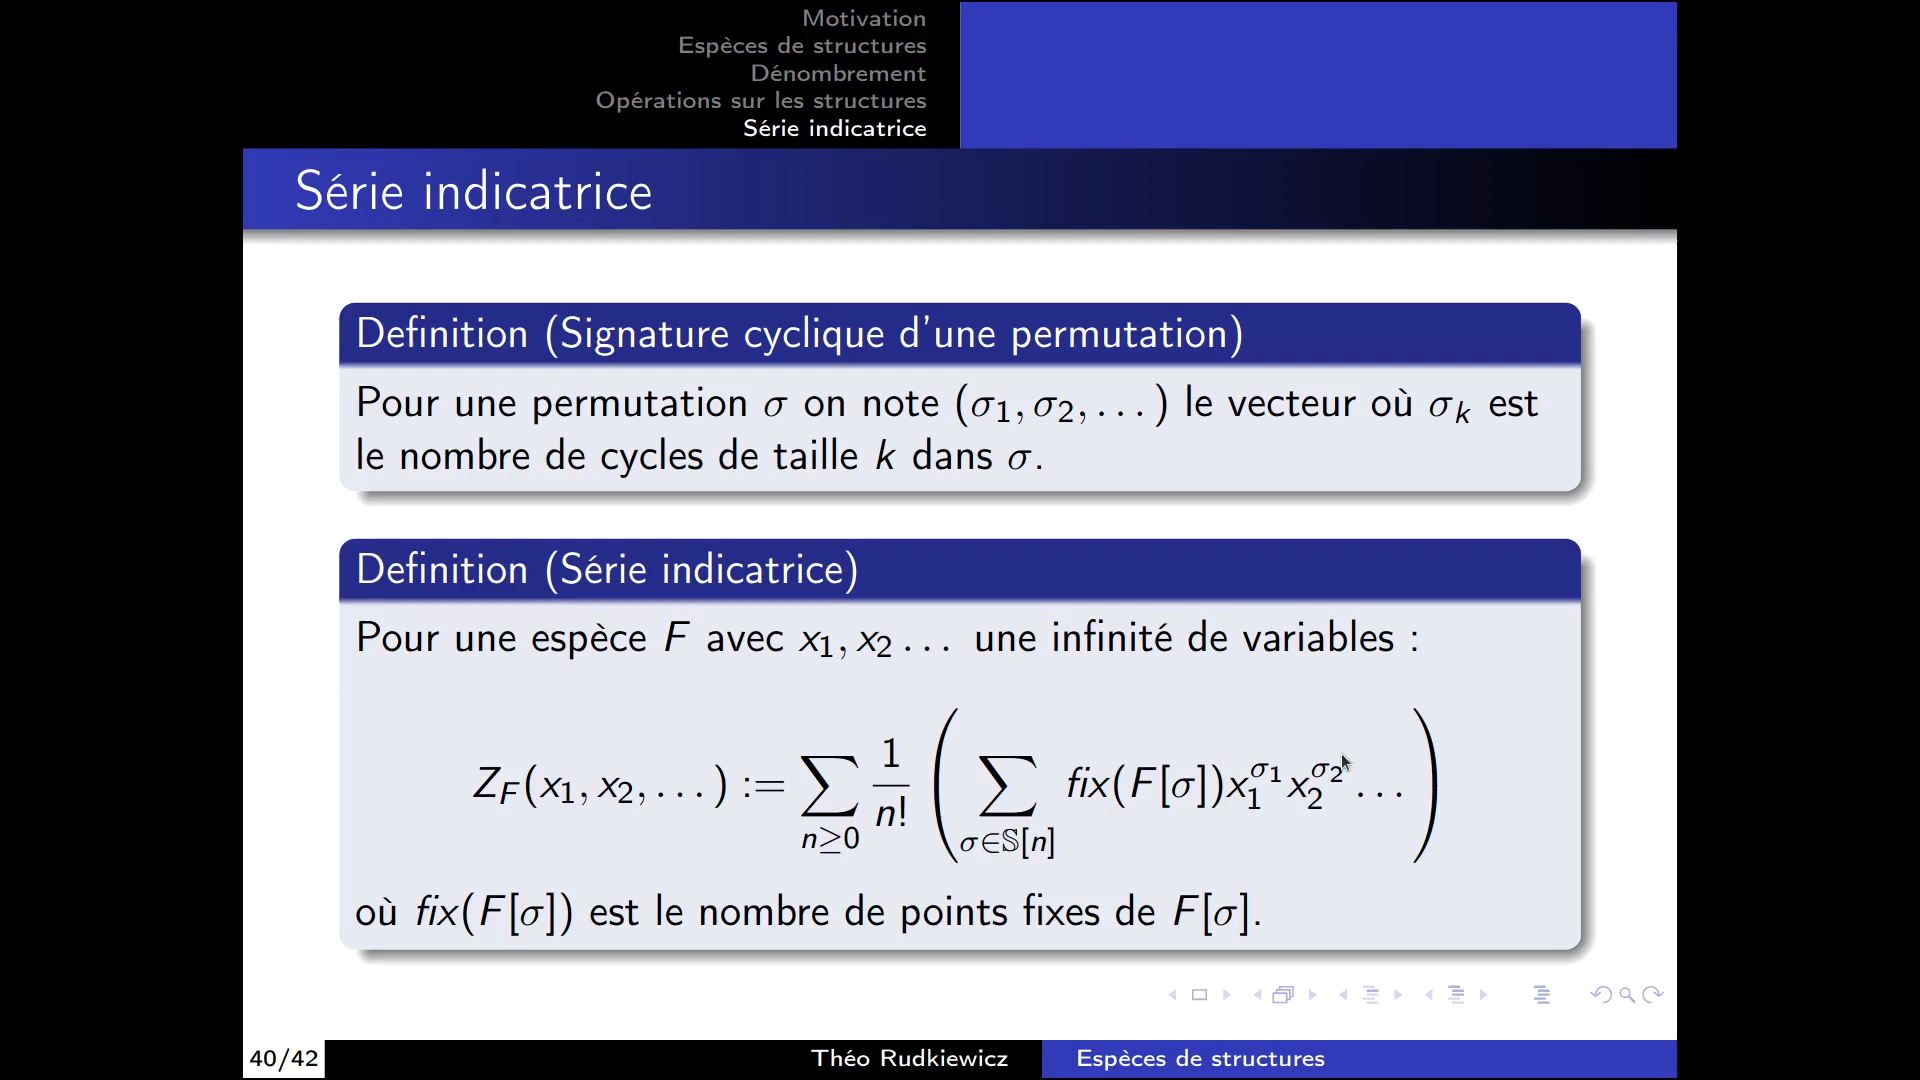 Motivation
Espèces de structures
Dénombrement
Opérations sur les structures
Série indicatrice
Série indicatrice
Definition (Signature cyclique d'une permutation)
Pour une permutation σ on note (σ₁, σ₂, . . . ) le vecteur où σₖ est
le nombre de cycles de taille k dans σ.
Definition (Série indicatrice)
Pour une espèce F avec x₁, x₂ . . . une infinité de variables :
Z_F(x₁, x₂, . . . ) := ∑_{n≥0} 1/n! ( ∑_{σ∈𝕊[n]} fix(F[σ])x₁^{σ₁} x₂^{σ₂} . . . )
où fix(F[σ]) est le nombre de points fixes de F[σ].
40/42
Théo Rudkiewicz
Espèces de structures